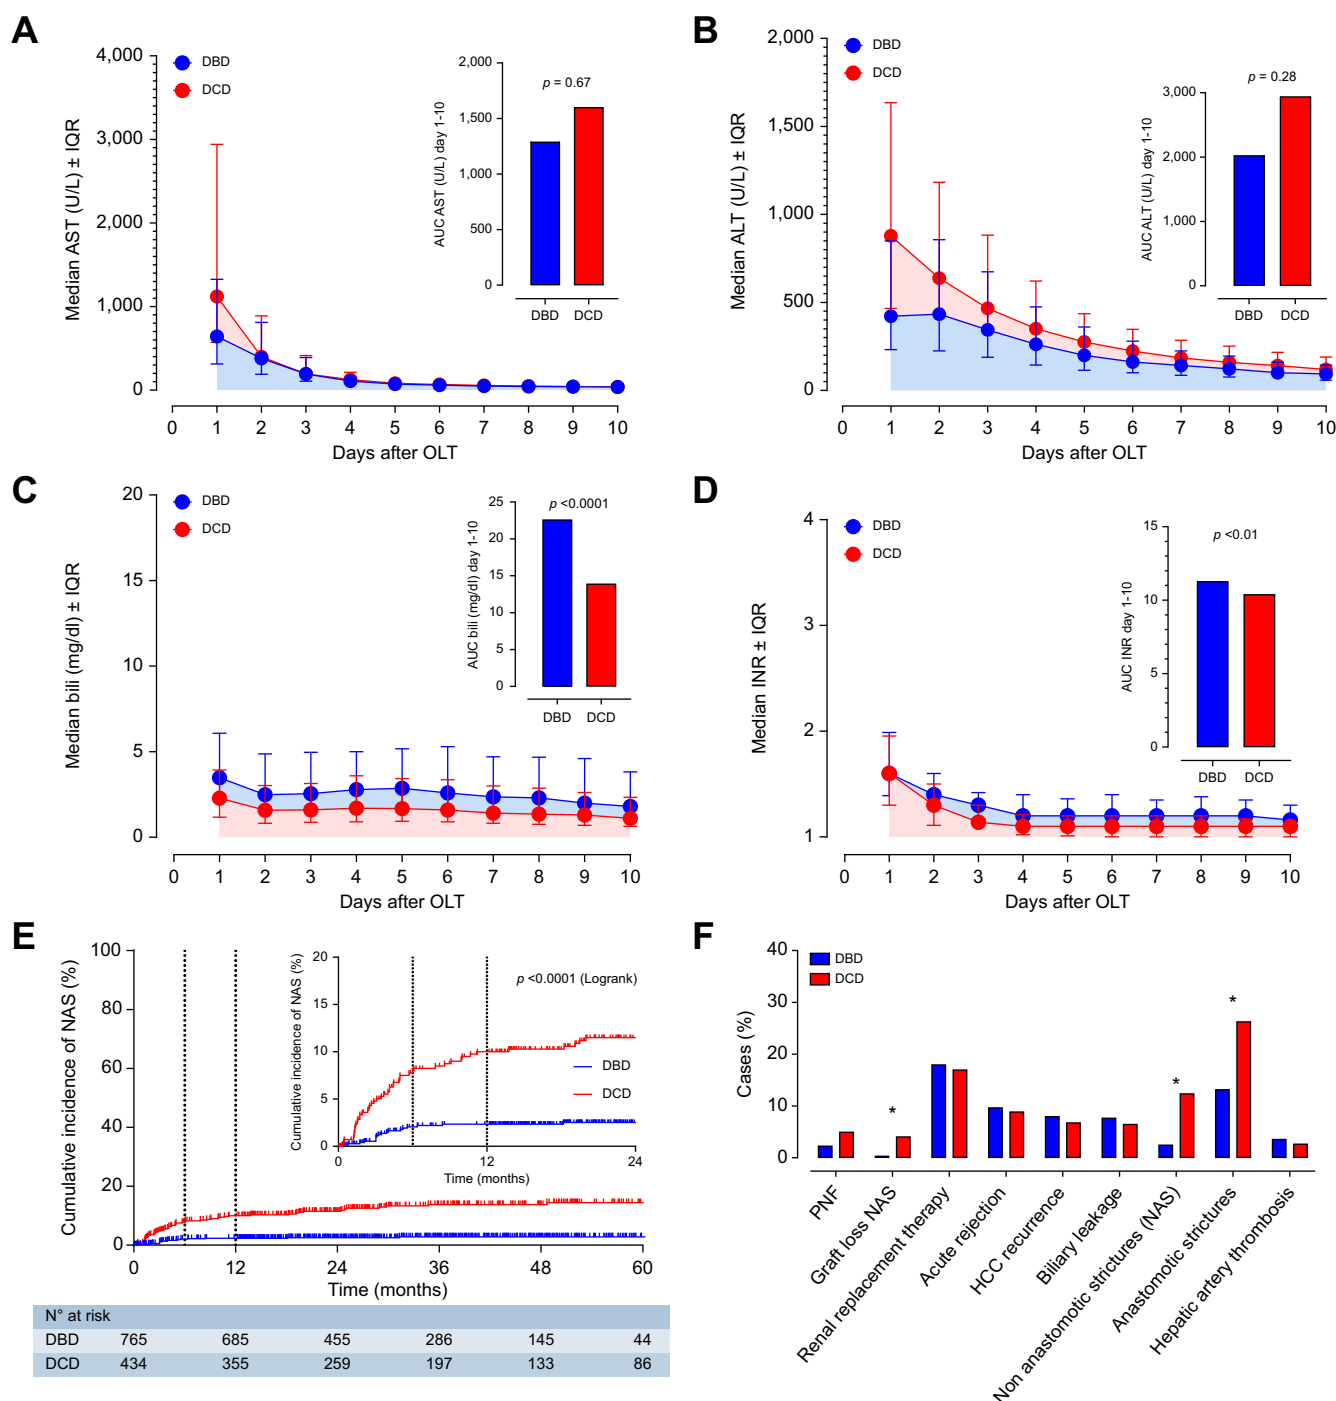 A
Median AST (U/L) ± IQR
4,000
3,000
2,000
1,000
0
DBD
DCD
0 1 2 3 4 5 6 7 8 9 10
Days after OLT
AUC AST (U/L) day 1-10
2,000
1,500
1,000
500
0
p = 0.67
DBD DCD
B
Median ALT (U/L) ± IQR
2,000
1,500
1,000
500
0
DBD
DCD
0 1 2 3 4 5 6 7 8 9 10
Days after OLT
AUC ALT (U/L) day 1-10
3,000
2,000
1,000
0
p = 0.28
DBD DCD
C
Median bili (mg/dl) ± IQR
20
15
10
5
0
DBD
DCD
0 1 2 3 4 5 6 7 8 9 10
Days after OLT
AUC bili (mg/dl) day 1-10
25
20
15
10
5
0
p <0.0001
DBD DCD
D
Median INR ± IQR
4
3
2
1
DBD
DCD
0 1 2 3 4 5 6 7 8 9 10
Days after OLT
AUC INR day 1-10
15
10
5
0
p <0.01
DBD DCD
E
Cumulative incidence of NAS (%)
100
80
60
40
20
0
0 12 24 36 48 60
Time (months)
Cumulative incidence of NAS (%)
20
15
10
5
0
p <0.0001 (Logrank)
DBD
DCD
0 12 24
Time (months)
N° at risk
DBD 765 685 455 286 145 44
DCD 434 355 259 197 133 86
F
Cases (%)
40
30
20
10
0
DBD
DCD
*
*
*
PNF
Graft loss NAS
Renal replacement therapy
Acute rejection
HCC recurrence
Biliary leakage
Non anastomotic strictures (NAS)
Anastomotic strictures
Hepatic artery thrombosis